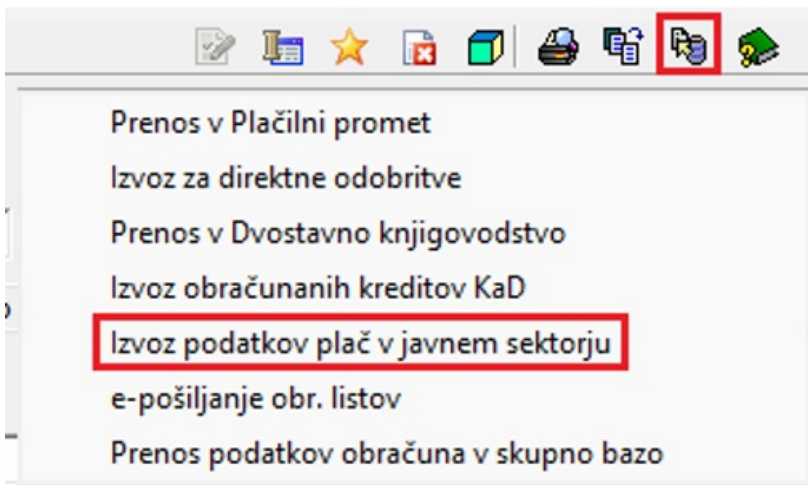 Prenos v Plačilni promet
Izvoz za direktne odobritve
Prenos v Dvostavno knjigovodstvo
Izvoz obračunanih kreditov KaD
Izvoz podatkov plač v javnem sektorju
e-pošiljanje obr. listov
Prenos podatkov obračuna v skupno bazo